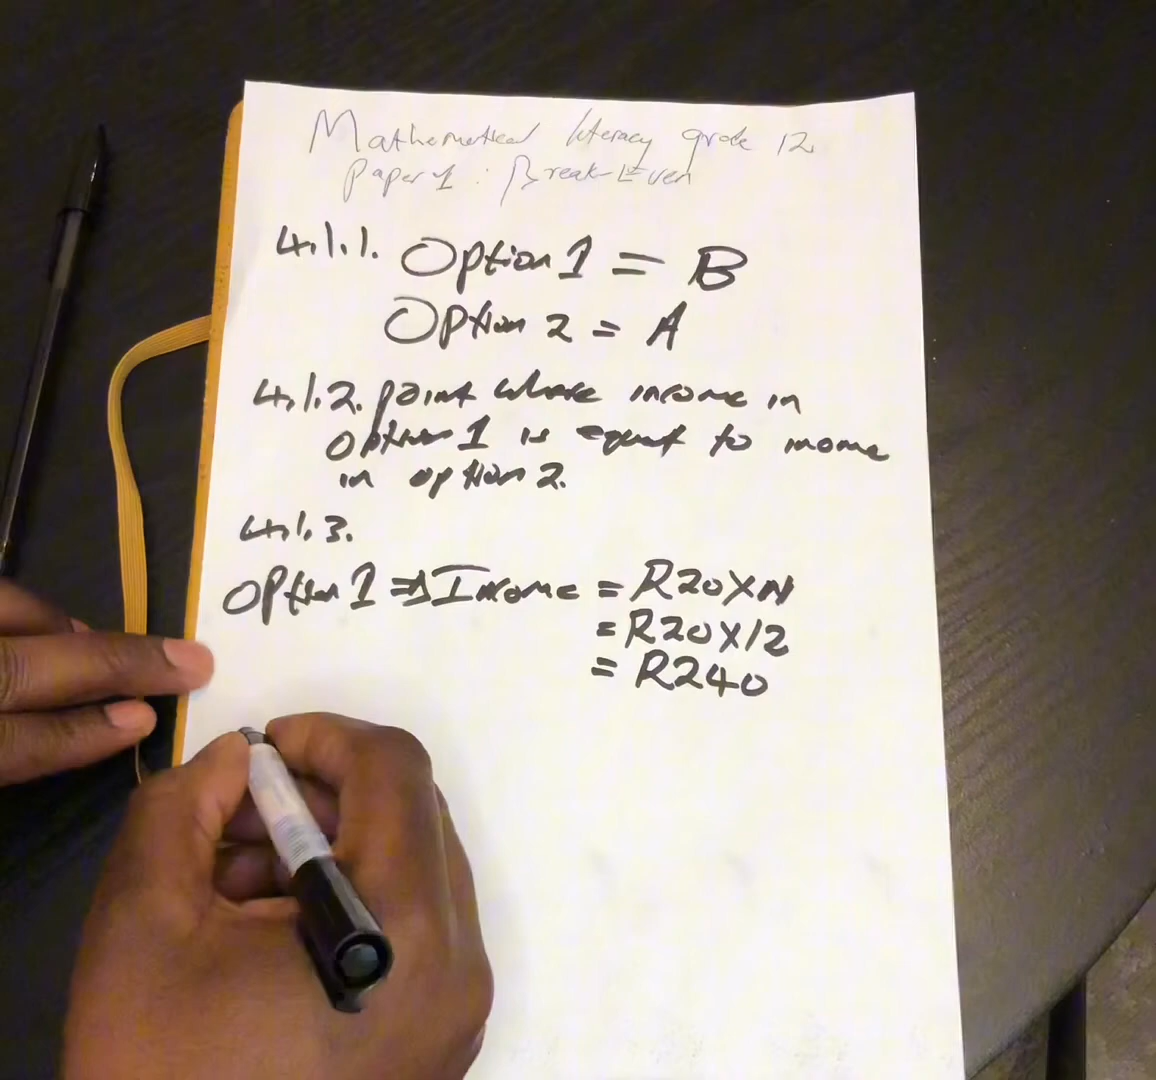 Mathematical literacy grade 12
Paper 1 : Break-Even
4.1.1. Option 1 = B
Option 2 = A
4.1.2. point where income in
option 1 is equal to income
in option 2.
4.1.3.
Option 1 ⇒ Income = R20 X N
= R20 X 12
= R240